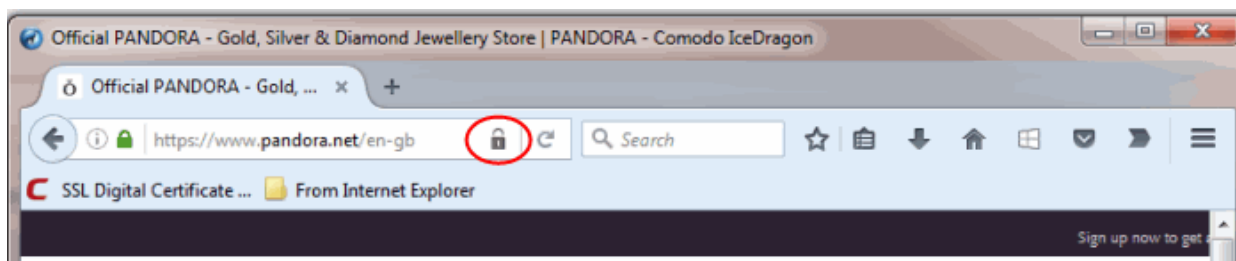 Official PANDORA - Gold, Silver & Diamond Jewellery Store | PANDORA - Comodo IceDragon
Official PANDORA - Gold, ...
https://www.pandora.net/en-gb Search
SSL Digital Certificate ... From Internet Explorer
Sign up now to get